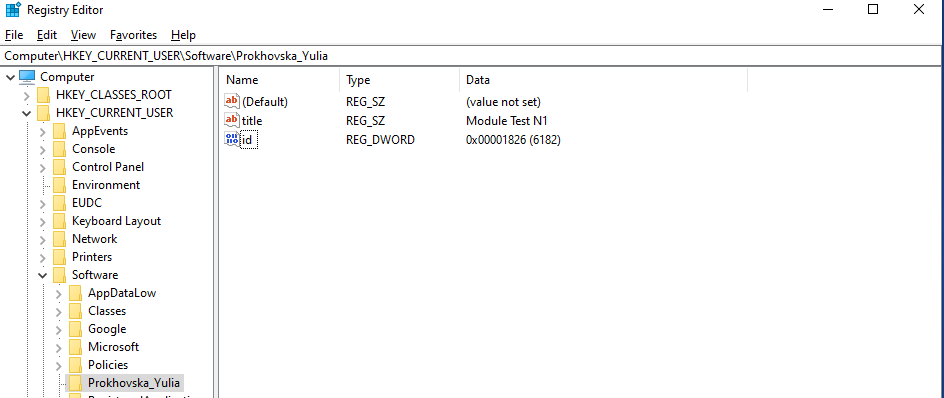 Registry Editor
File Edit View Favorites Help
Computer\HKEY_CURRENT_USER\Software\Prokhovska_Yulia
Computer
HKEY_CLASSES_ROOT
HKEY_CURRENT_USER
AppEvents
Console
Control Panel
Environment
EUDC
Keyboard Layout
Network
Printers
Software
AppDataLow
Classes
Google
Microsoft
Policies
Prokhovska_Yulia
Name Type Data
(Default) REG_SZ (value not set)
title REG_SZ Module Test N1
id REG_DWORD 0x00001826 (6182)